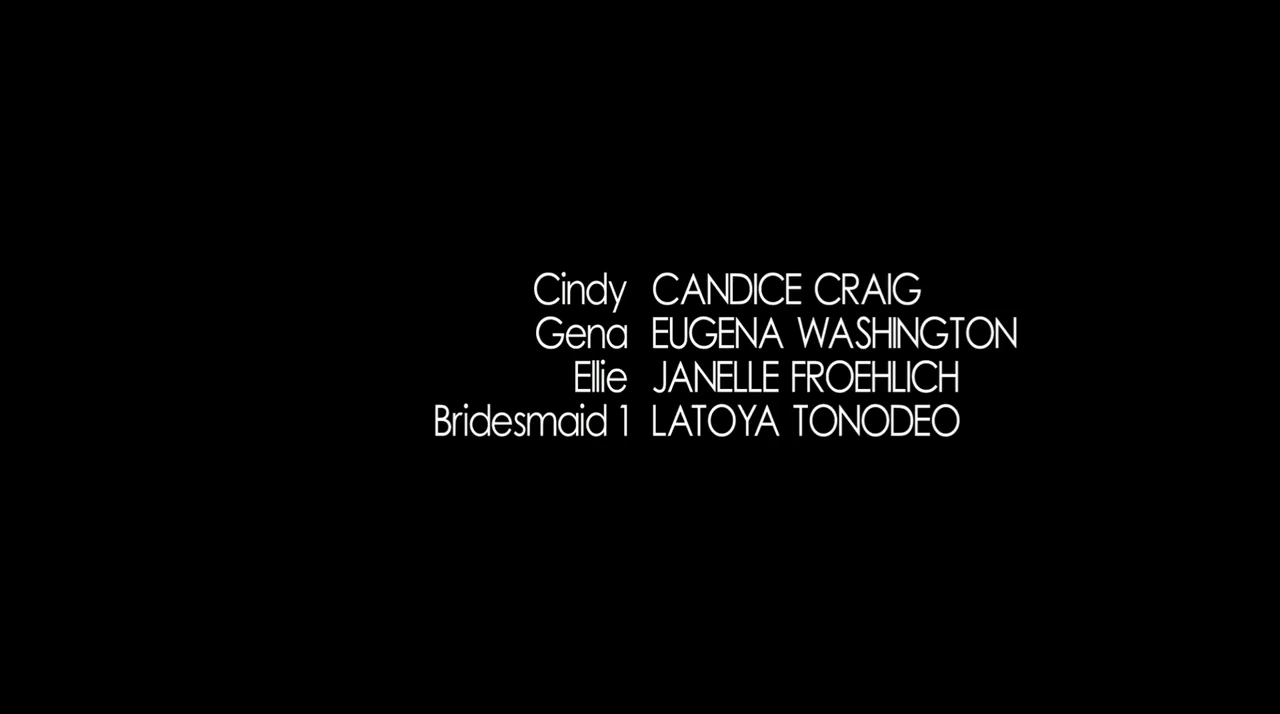 Cindy CANDICE CRAIG
Gena EUGENA WASHINGTON
Ellie JANELLE FROEHLICH
Bridesmaid 1 LATOYA TONODEO